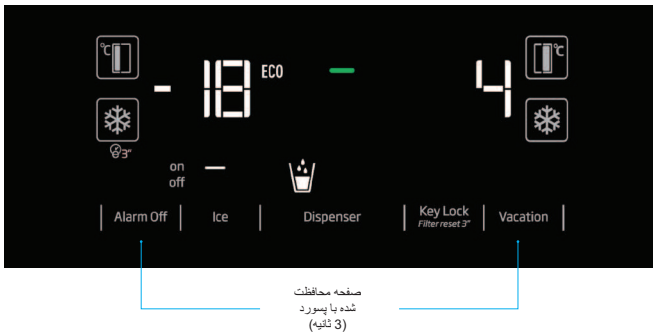 °C
-18
ECO
4
°C
3"
on
off
Alarm Off
Ice
Dispenser
Key Lock
Filter reset 3"
Vacation
صفحه محافظت
شده با پسورد
(3 ثانیه)